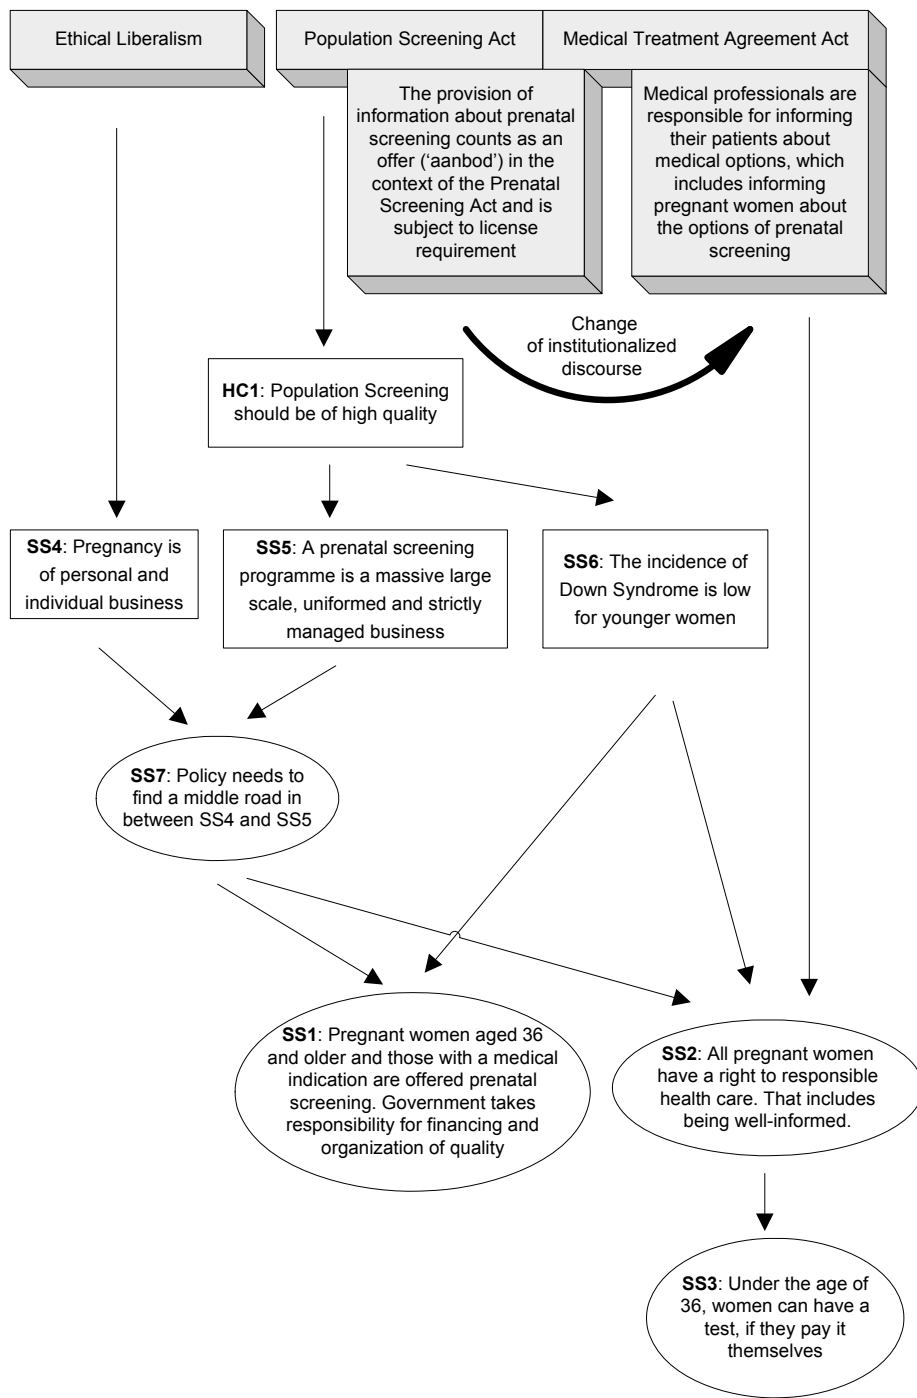 Ethical Liberalism
Population Screening Act
Medical Treatment Agreement Act
The provision of
information about prenatal
screening counts as an
offer (‘aanbod’) in the
context of the Prenatal
Screening Act and is
subject to license
requirement
Medical professionals are
responsible for informing
their patients about
medical options, which
includes informing
pregnant women about
the options of prenatal
screening
Change
of institutionalized
discourse
HC1: Population Screening
should be of high quality
SS4: Pregnancy is
of personal and
individual business
SS5: A prenatal screening
programme is a massive large
scale, uniformed and strictly
managed business
SS6: The incidence of
Down Syndrome is low
for younger women
SS7: Policy needs to
find a middle road in
between SS4 and SS5
SS1: Pregnant women aged 36
and older and those with a medical
indication are offered prenatal
screening. Government takes
responsibility for financing and
organization of quality
SS2: All pregnant women
have a right to responsible
health care. That includes
being well-informed.
SS3: Under the age of
36, women can have a
test, if they pay it
themselves